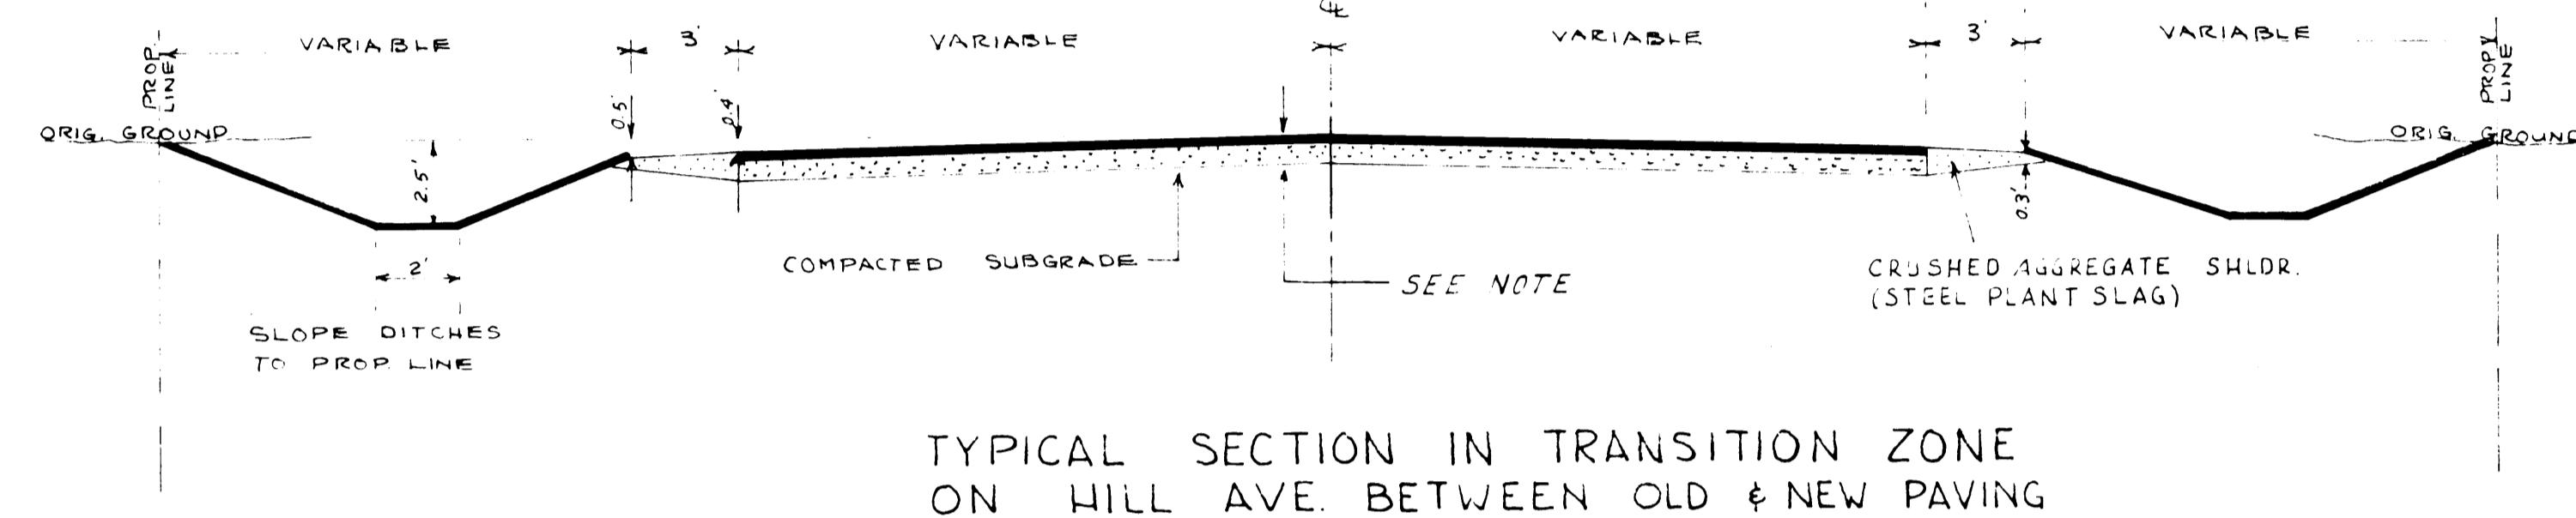 VARIABLE 3' VARIABLE ℄ VARIABLE 3' VARIABLE
PROP. LINE
PROP. LINE
0.5'
0.4'
ORIG. GROUND
ORIG. GROUND
2.5'
0.3'
COMPACTED SUBGRADE
SEE NOTE
CRUSHED AGGREGATE SHLDR.
(STEEL PLANT SLAG)
2'
SLOPE DITCHES
TO PROP. LINE
TYPICAL SECTION IN TRANSITION ZONE
ON HILL AVE. BETWEEN OLD & NEW PAVING